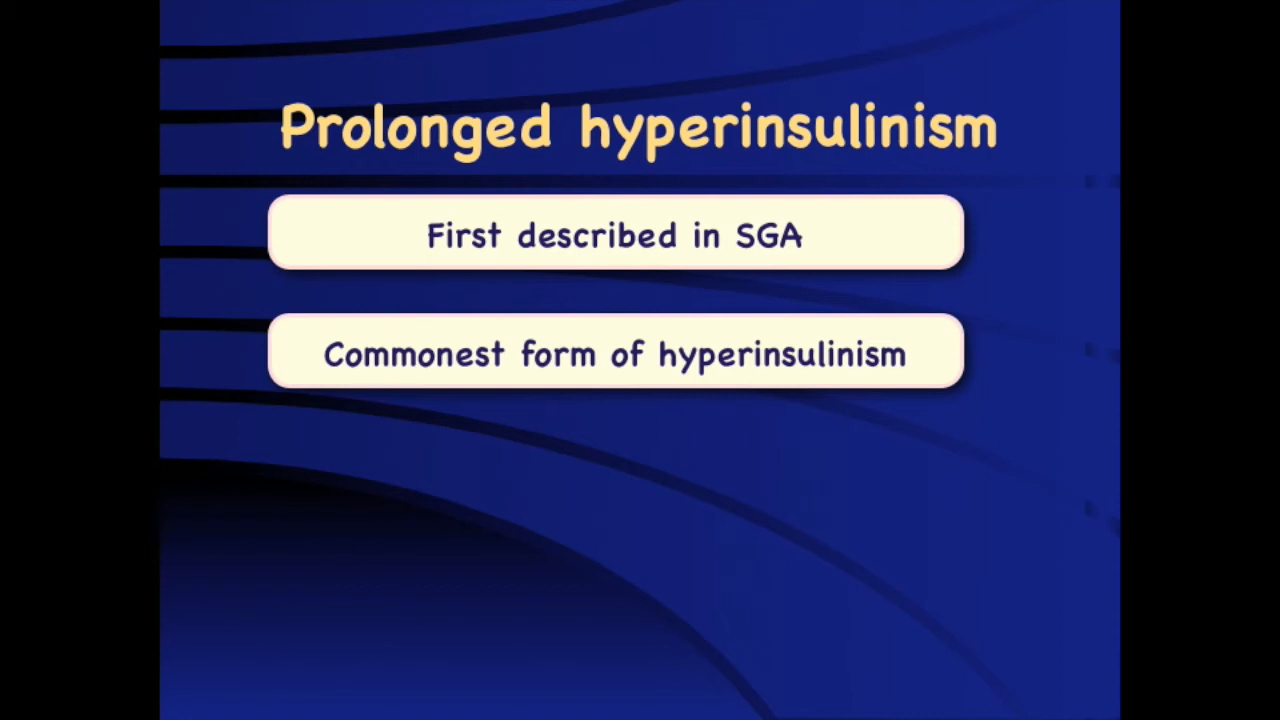 Prolonged hyperinsulinism
First described in SGA
Commonest form of hyperinsulinism